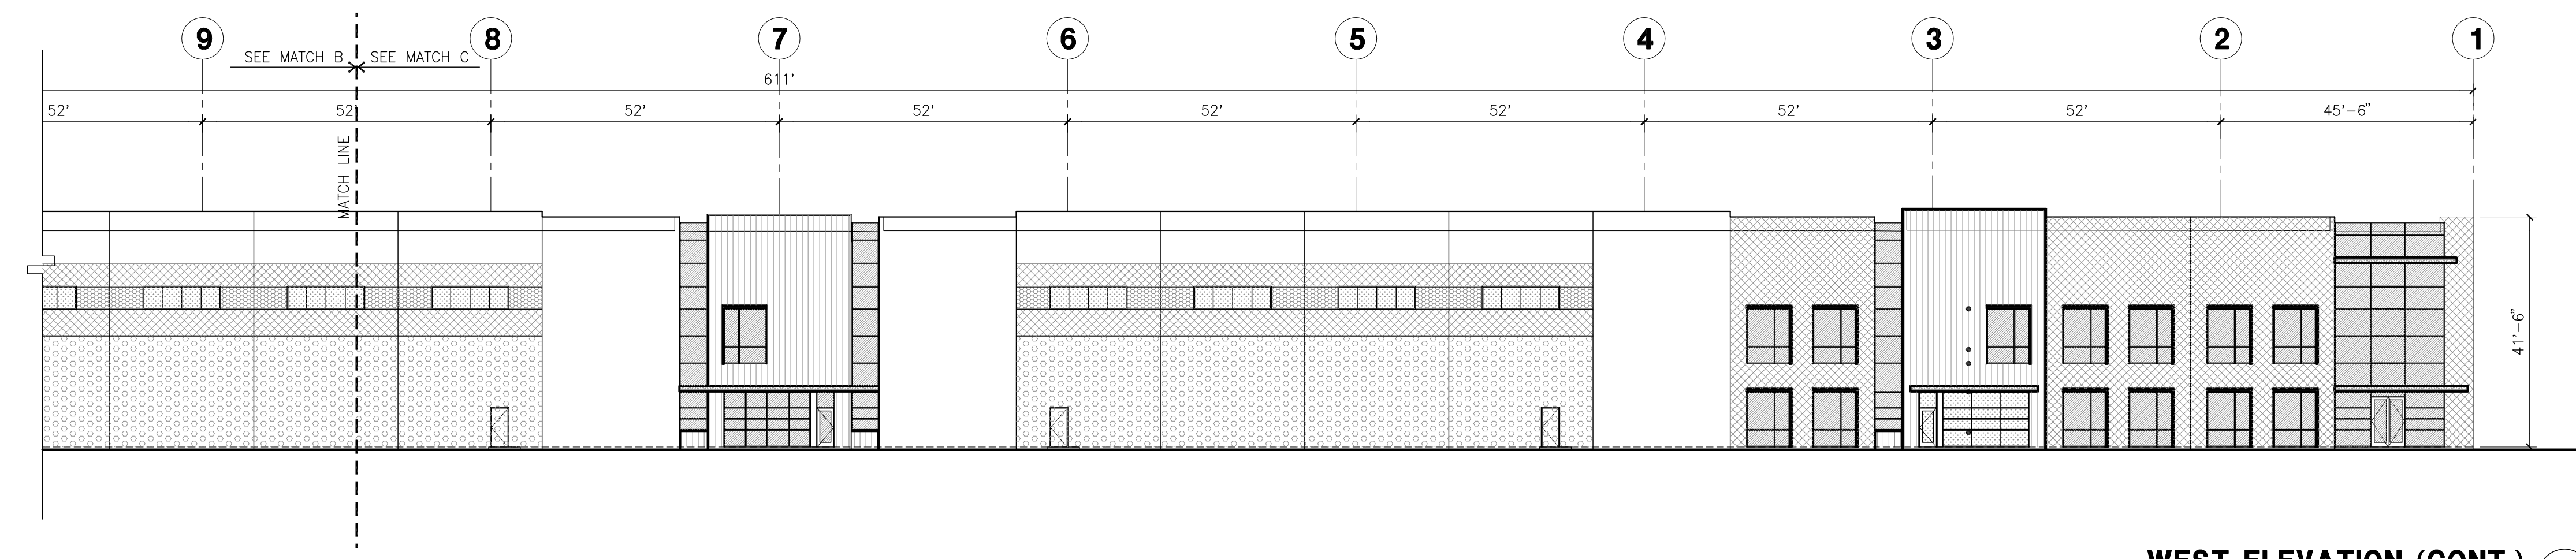 9 8 7 6 5 4 3 2 1
SEE MATCH B SEE MATCH C
611'
52' 52' 52' 52' 52' 52' 52' 52' 45'-6"
MATCH LINE
41'-6"
WEST ELEVATION (CONT.)